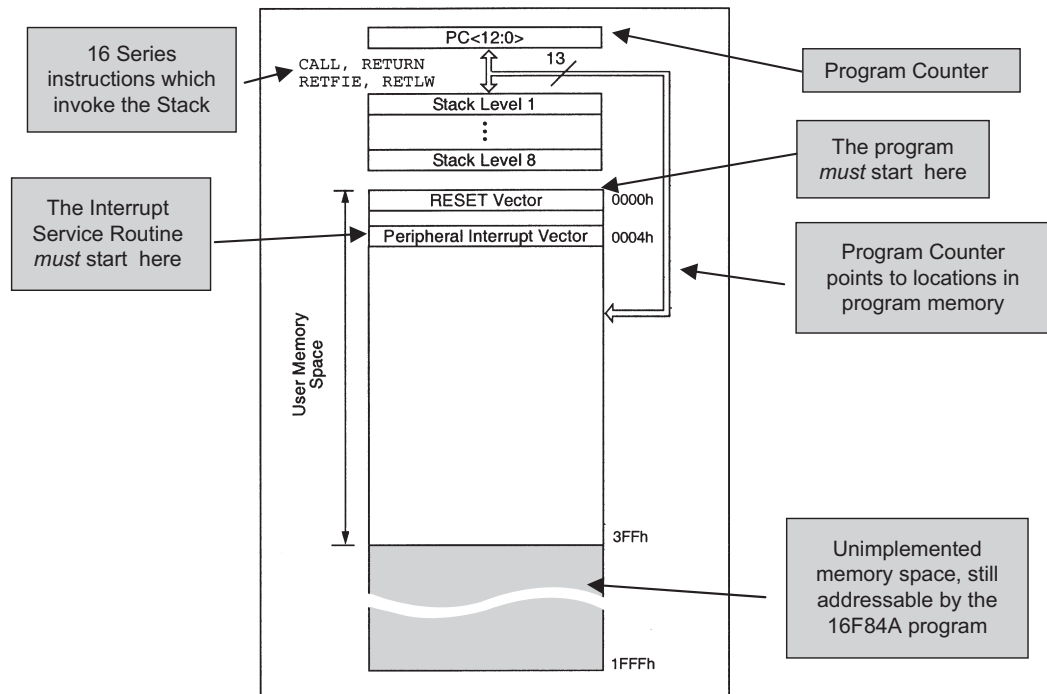 16 Series
instructions which
invoke the Stack
CALL, RETURN
RETFIE, RETLW
PC<12:0>
13
Program Counter
Stack Level 1
Stack Level 8
The program
must start here
RESET Vector
0000h
The Interrupt
Service Routine
must start here
Peripheral Interrupt Vector
0004h
Program Counter
points to locations in
program memory
User Memory
Space
3FFh
Unimplemented
memory space, still
addressable by the
16F84A program
1FFFh